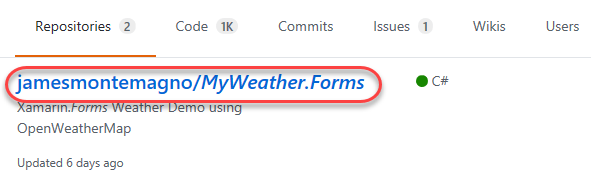 Repositories 2 Code 1K Commits Issues 1 Wikis Users
jamesmontemagno/MyWeather.Forms C#
Xamarin.Forms Weather Demo using
OpenWeatherMap
Updated 6 days ago